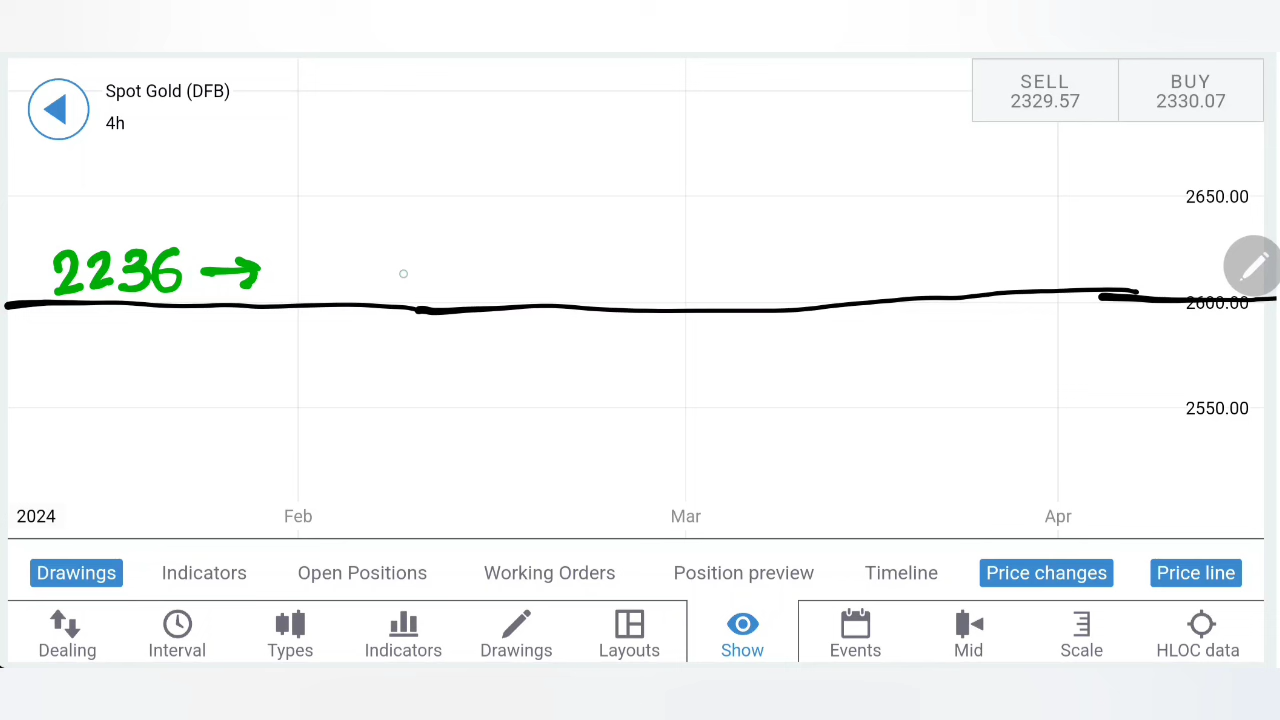 Spot Gold (DFB)
4h
SELL
2329.57
BUY
2330.07
2650.00
2236 →
2600.00
2550.00
2024 Feb Mar Apr
Drawings Indicators Open Positions Working Orders Position preview Timeline Price changes Price line
Dealing Interval Types Indicators Drawings Layouts Show Events Mid Scale HLOC data